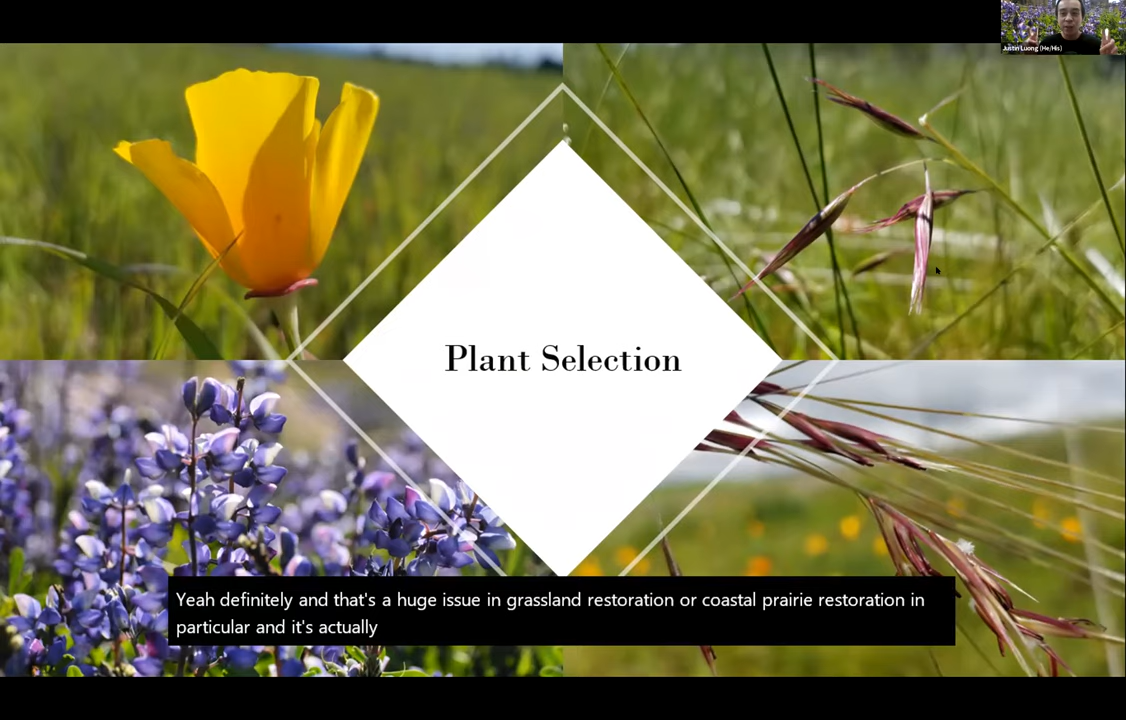 Justin Luong (He/His)
Plant Selection
Yeah definitely and that's a huge issue in grassland restoration or coastal prairie restoration in
particular and it's actually